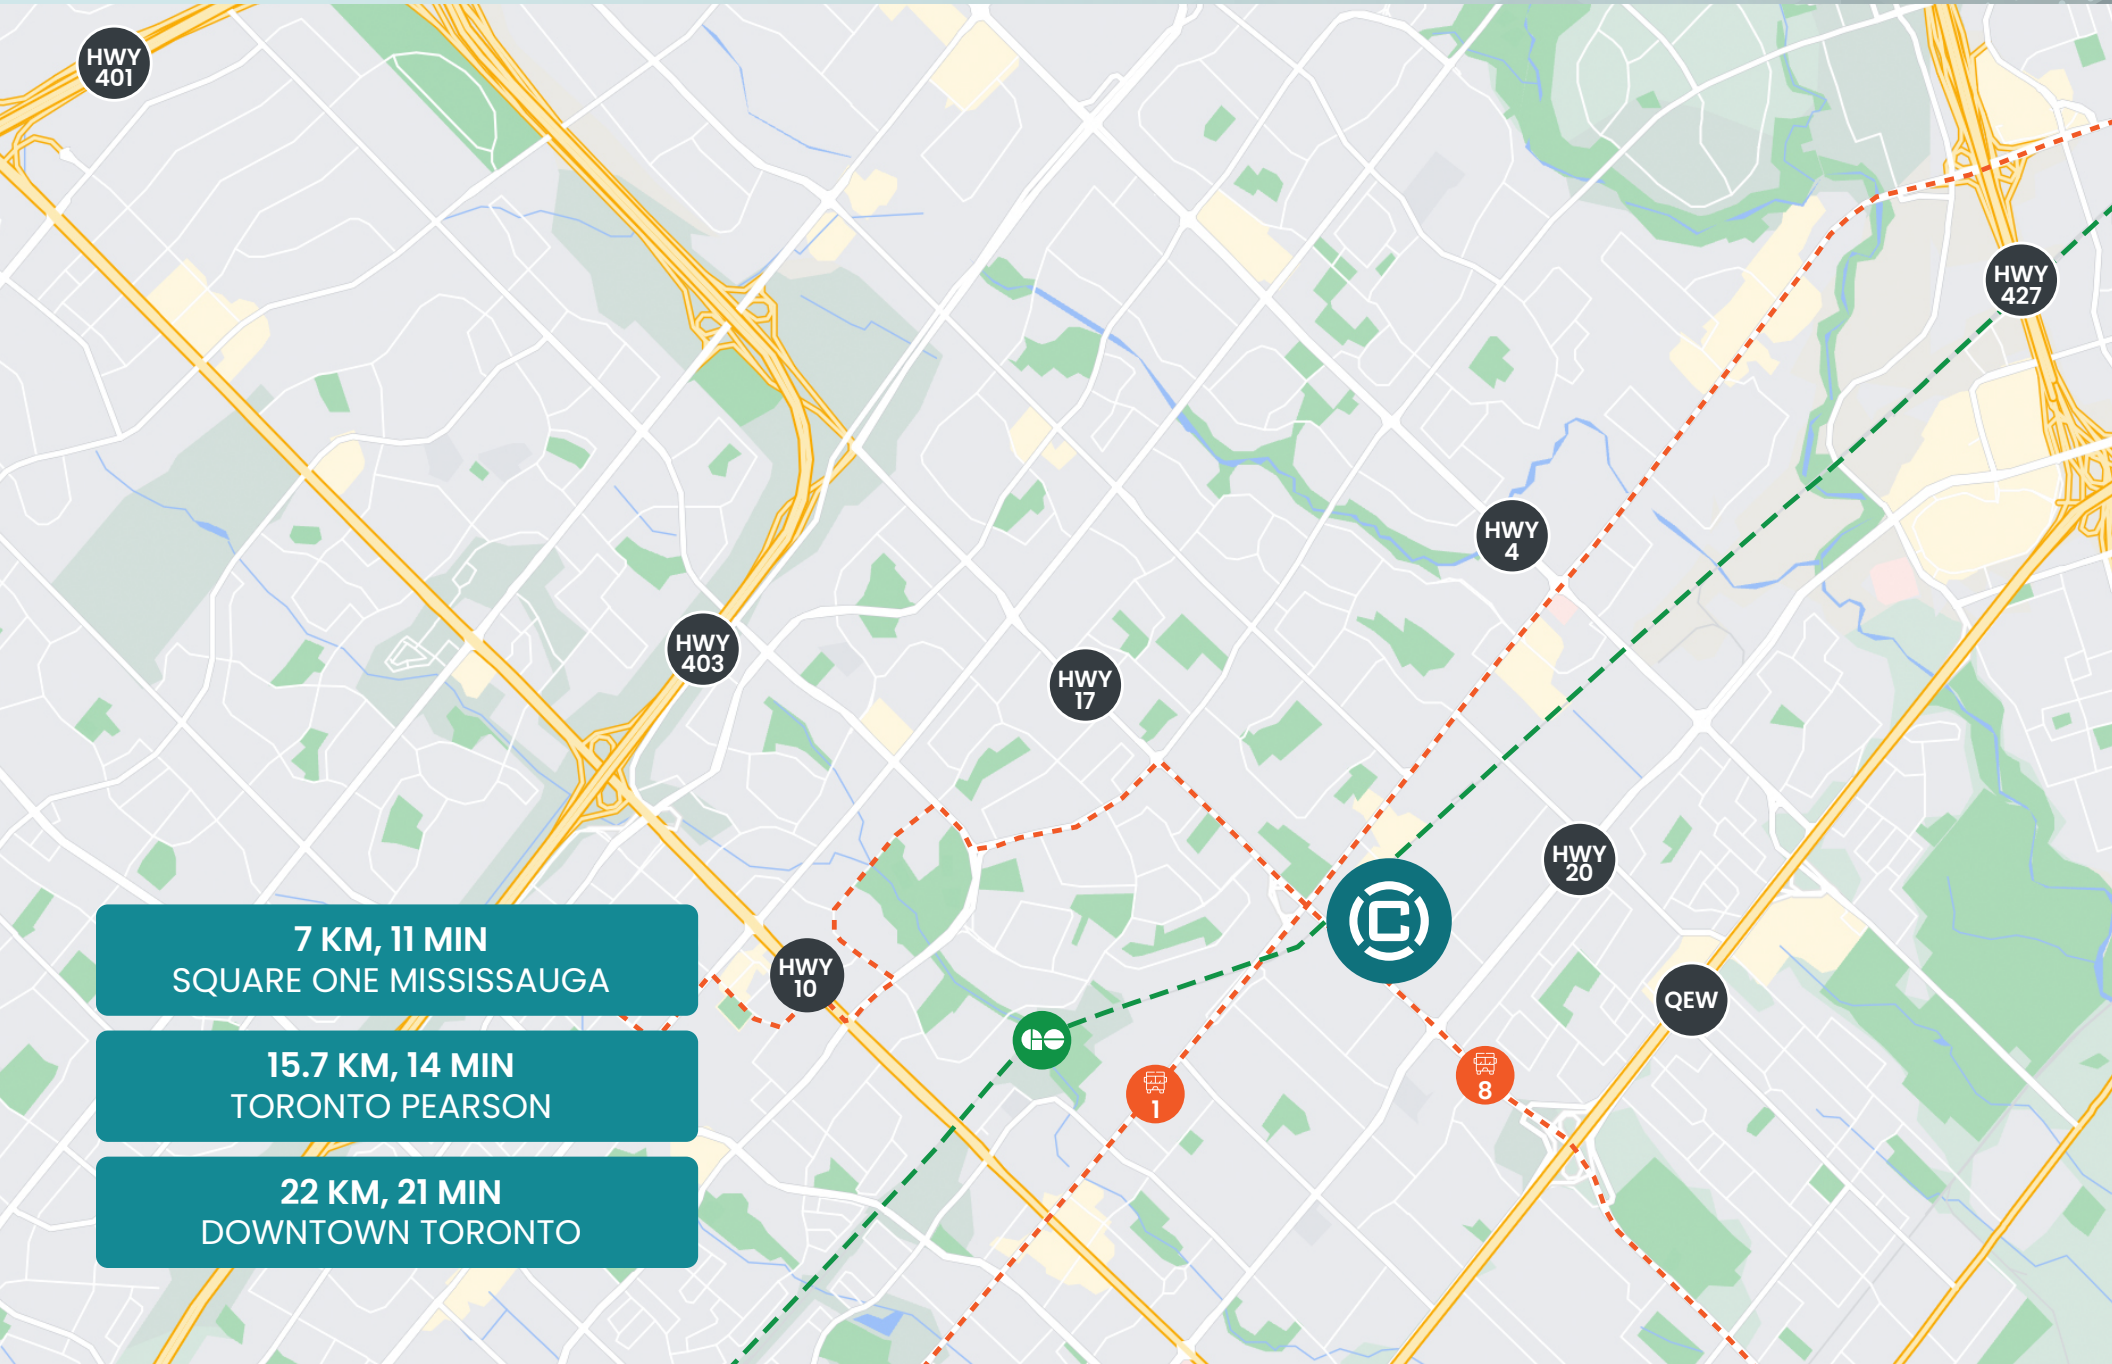 HWY
401
HWY
427
HWY
4
HWY
403
HWY
17
HWY
20
C
7 KM, 11 MIN
SQUARE ONE MISSISSAUGA
HWY
10
QEW
GO
15.7 KM, 14 MIN
TORONTO PEARSON
1
8
22 KM, 21 MIN
DOWNTOWN TORONTO